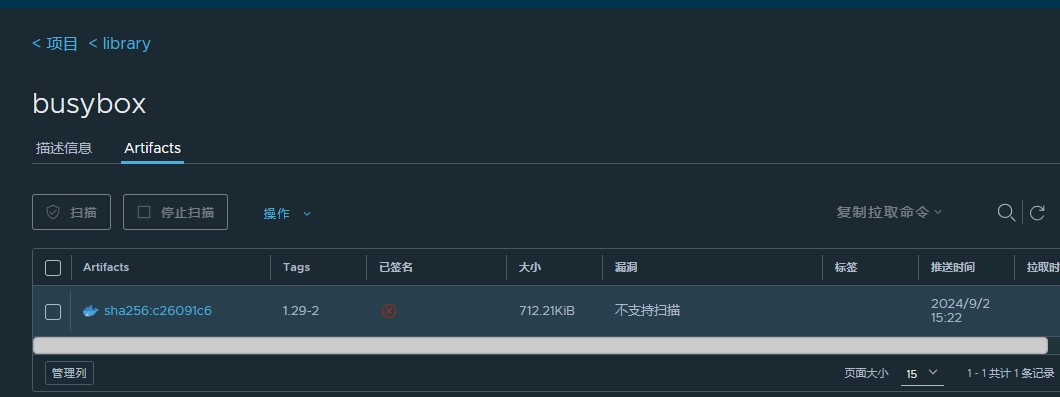 < 项目 < library
busybox
描述信息 Artifacts
扫描 停止扫描 操作 复制拉取命令
Artifacts Tags 已签名 大小 漏洞 标签 推送时间 拉取时
sha256:c26091c6 1.29-2 712.21KiB 不支持扫描 2024/9/2
15:22
管理列 页面大小 15 1 - 1 共计 1 条记录